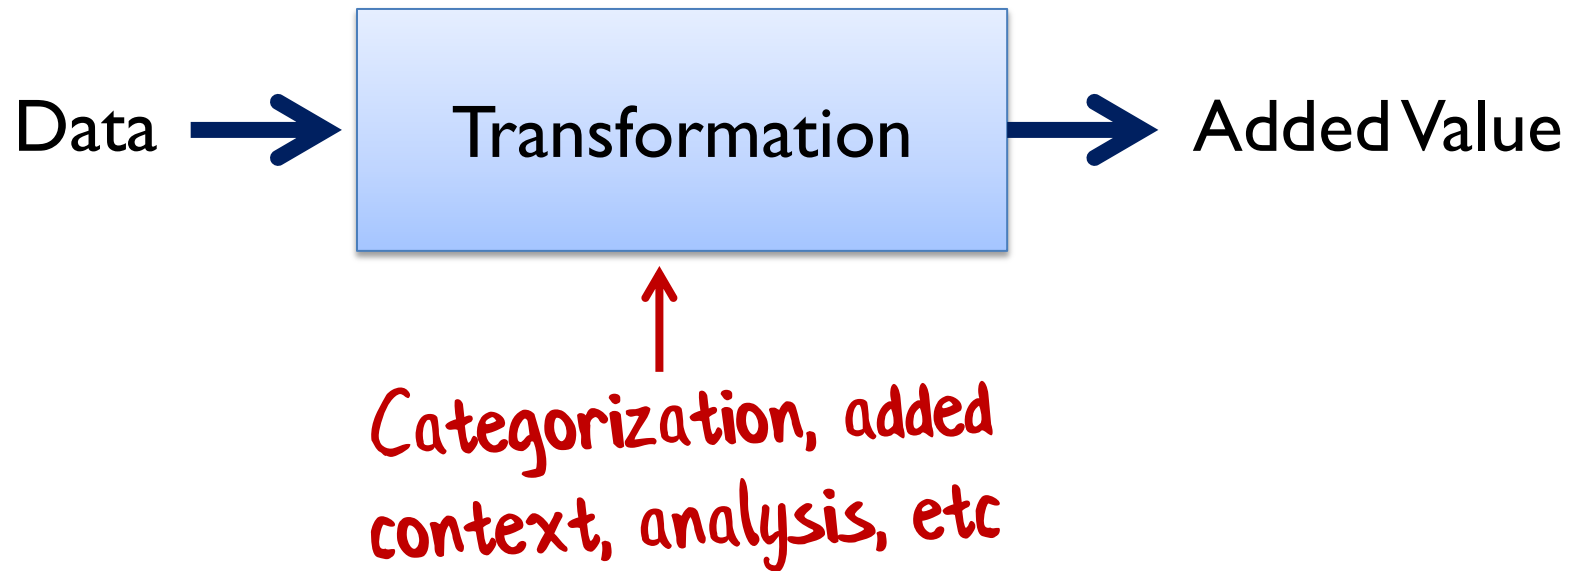 Data
Transformation
Added Value
Categorization, added
context, analysis, etc